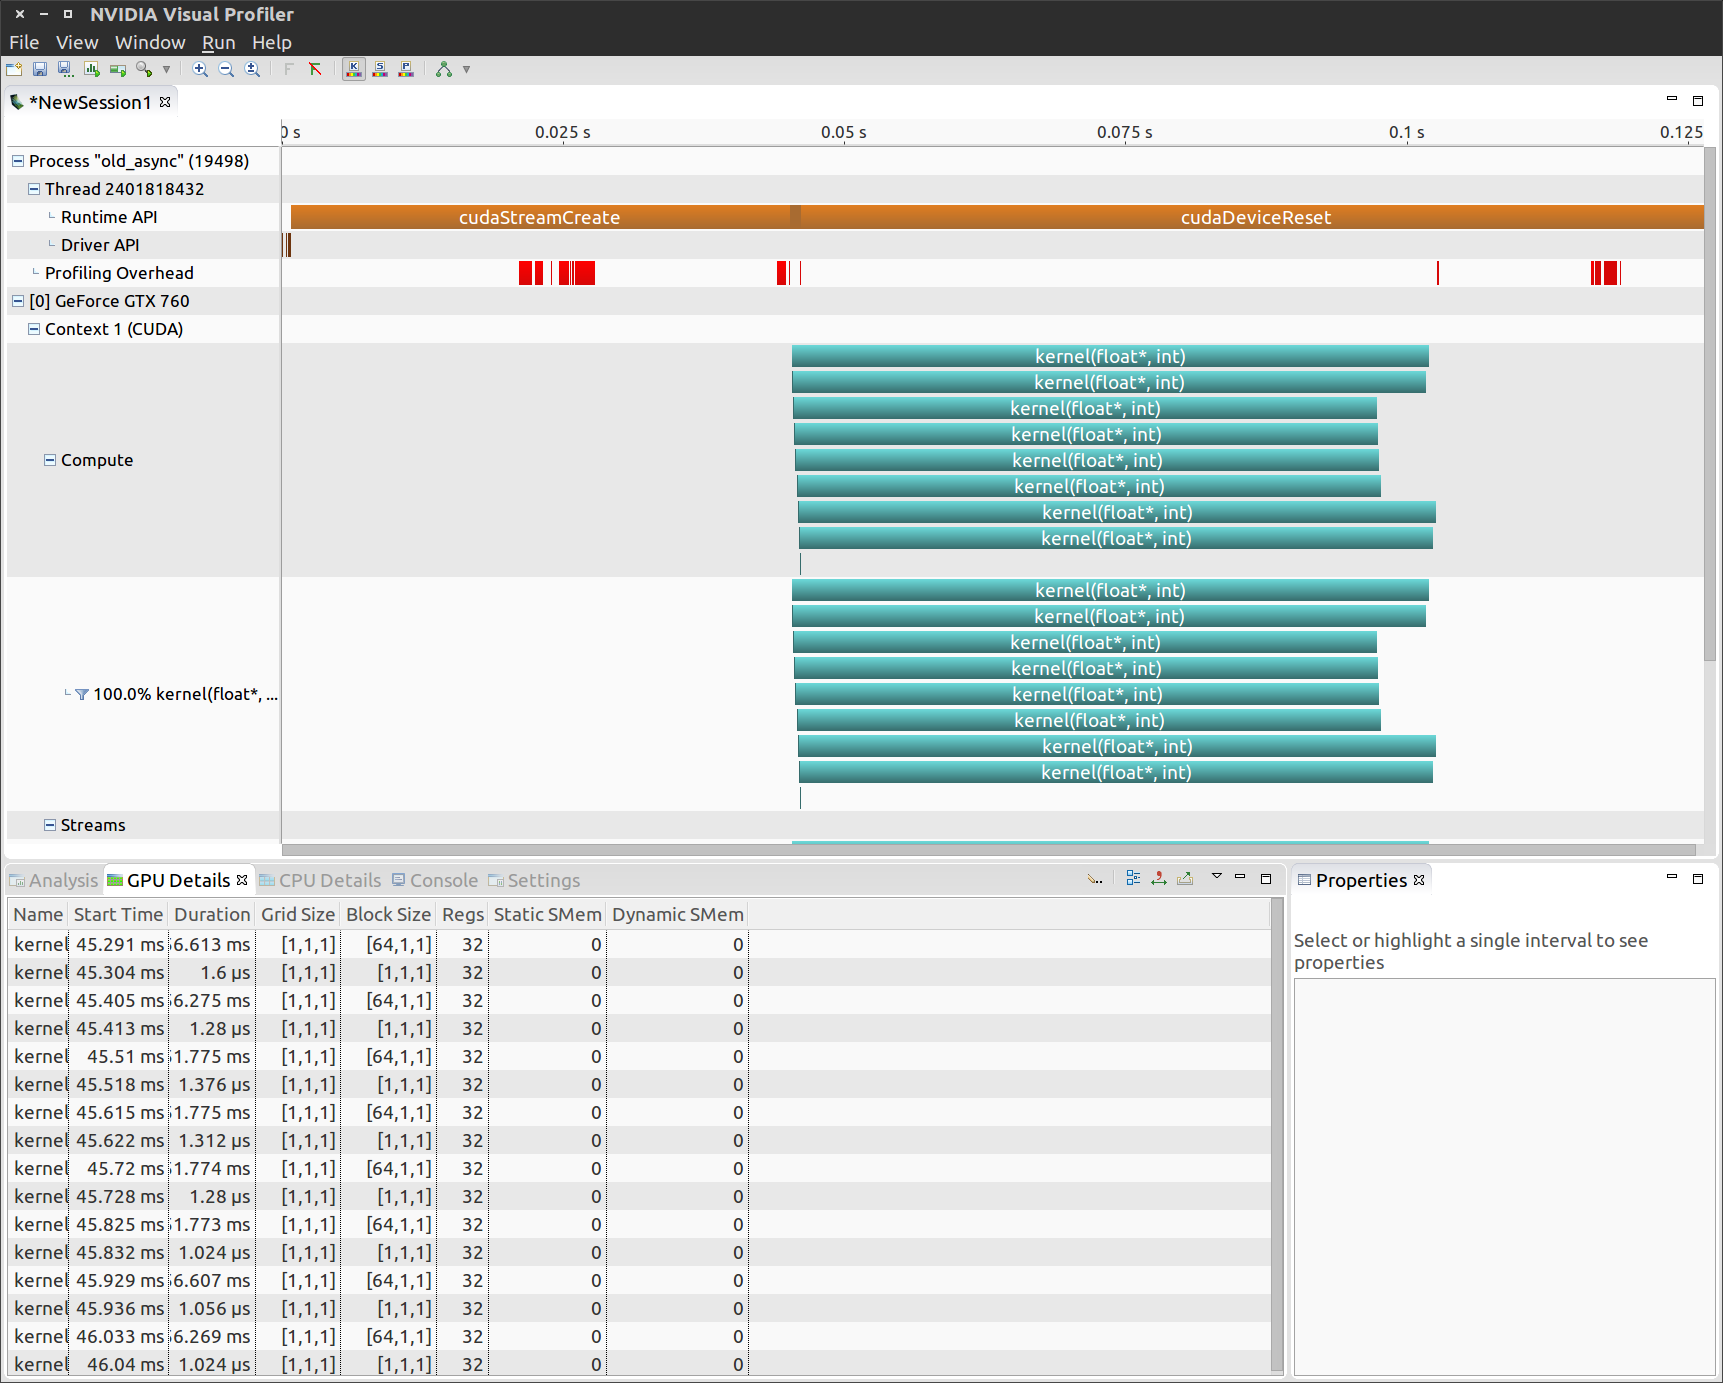 NVIDIA Visual Profiler
File View Window Run Help
*NewSession1
0 s 0.025 s 0.05 s 0.075 s 0.1 s 0.125
Process "old_async" (19498)
Thread 2401818432
Runtime API cudaStreamCreate cudaDeviceReset
Driver API
Profiling Overhead
[0] GeForce GTX 760
Context 1 (CUDA)
kernel(float*, int)
kernel(float*, int)
kernel(float*, int)
kernel(float*, int)
Compute kernel(float*, int)
kernel(float*, int)
kernel(float*, int)
kernel(float*, int)
kernel(float*, int)
kernel(float*, int)
kernel(float*, int)
kernel(float*, int)
100.0% kernel(float*, ... kernel(float*, int)
kernel(float*, int)
kernel(float*, int)
kernel(float*, int)
Streams
Analysis GPU Details CPU Details Console Settings
Name Start Time Duration Grid Size Block Size Regs Static SMem Dynamic SMem
kernel 45.291 ms 6.613 ms [1,1,1] [64,1,1] 32 0 0
kernel 45.304 ms 1.6 µs [1,1,1] [1,1,1] 32 0 0
kernel 45.405 ms 6.275 ms [1,1,1] [64,1,1] 32 0 0
kernel 45.413 ms 1.28 µs [1,1,1] [1,1,1] 32 0 0
kernel 45.51 ms 1.775 ms [1,1,1] [64,1,1] 32 0 0
kernel 45.518 ms 1.376 µs [1,1,1] [1,1,1] 32 0 0
kernel 45.615 ms 1.775 ms [1,1,1] [64,1,1] 32 0 0
kernel 45.622 ms 1.312 µs [1,1,1] [1,1,1] 32 0 0
kernel 45.72 ms 1.774 ms [1,1,1] [64,1,1] 32 0 0
kernel 45.728 ms 1.28 µs [1,1,1] [1,1,1] 32 0 0
kernel 45.825 ms 1.773 ms [1,1,1] [64,1,1] 32 0 0
kernel 45.832 ms 1.024 µs [1,1,1] [1,1,1] 32 0 0
kernel 45.929 ms 6.607 ms [1,1,1] [64,1,1] 32 0 0
kernel 45.936 ms 1.056 µs [1,1,1] [1,1,1] 32 0 0
kernel 46.033 ms 6.269 ms [1,1,1] [64,1,1] 32 0 0
kernel 46.04 ms 1.024 µs [1,1,1] [1,1,1] 32 0 0
Properties
Select or highlight a single interval to see
properties